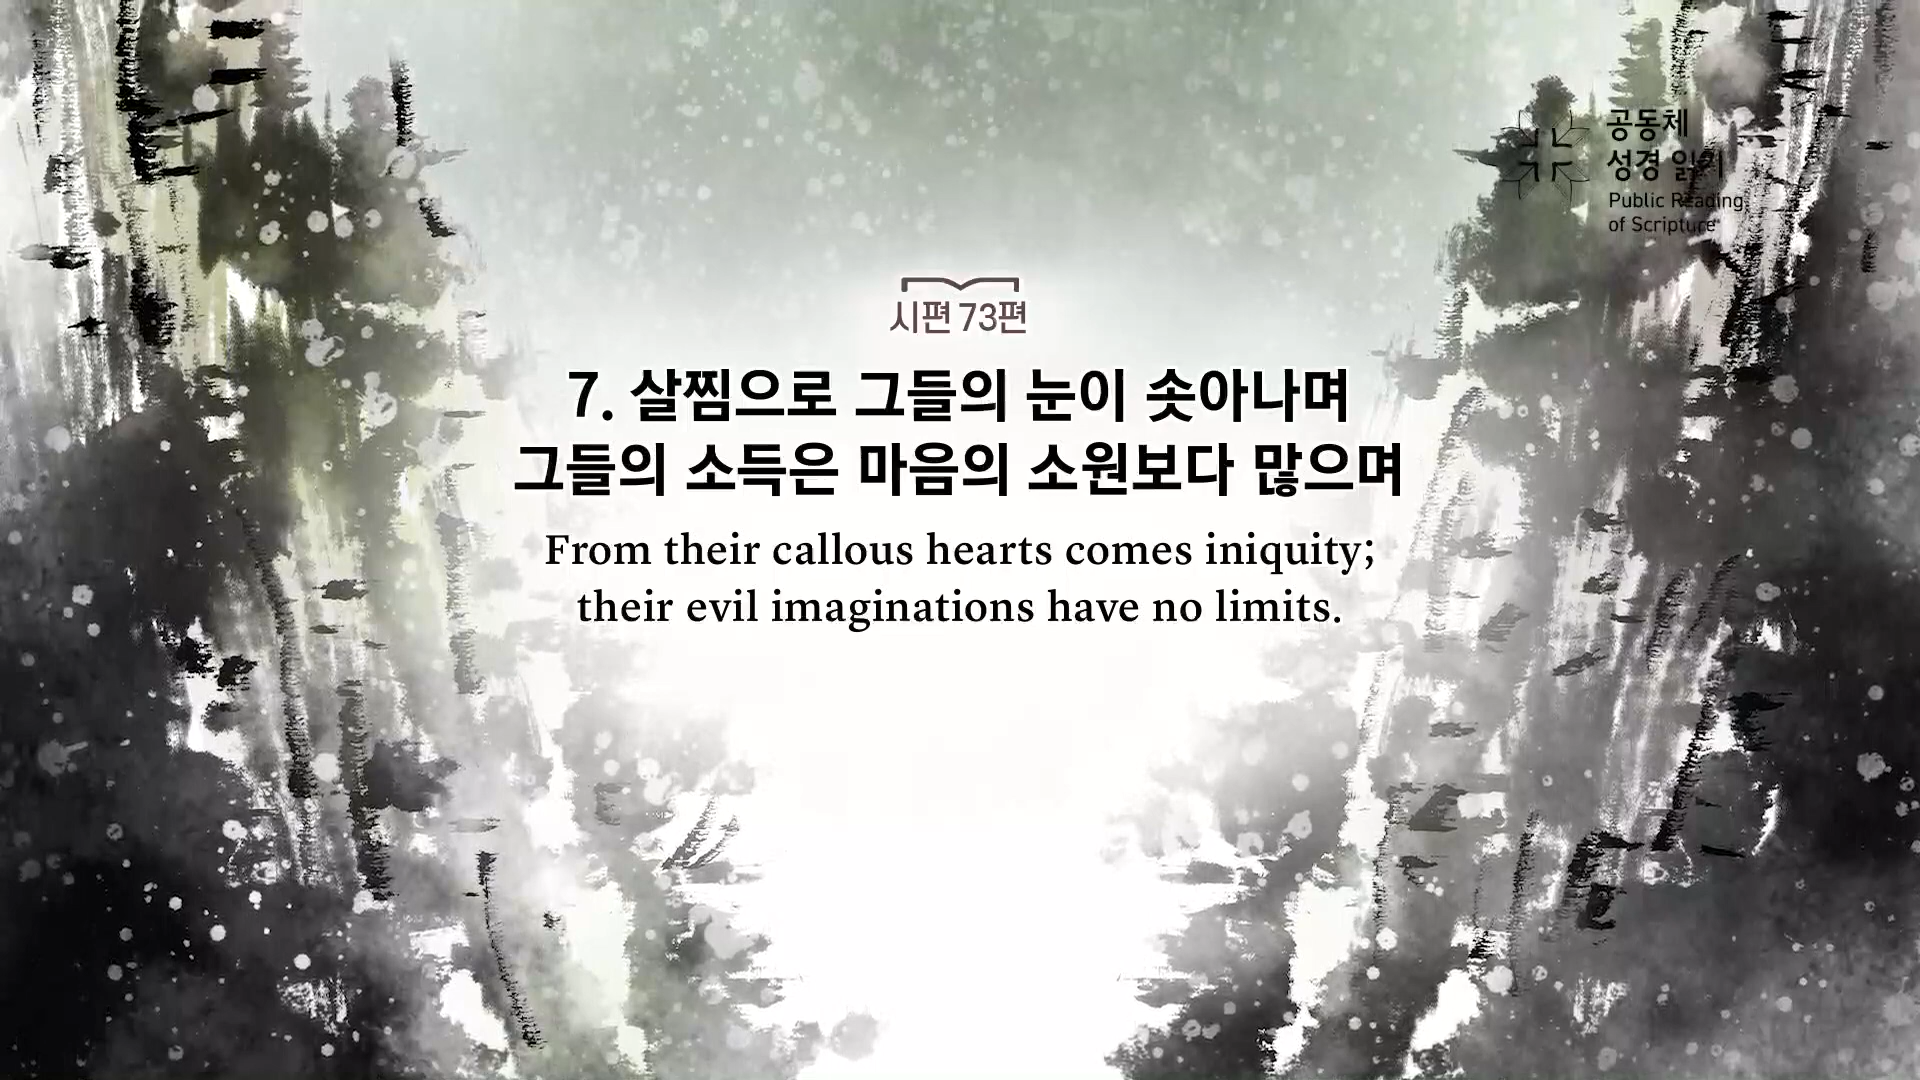 공동체
성경 읽기
Public Reading
of Scripture
시편 73편
7. 살찜으로 그들의 눈이 솟아나며
그들의 소득은 마음의 소원보다 많으며
From their callous hearts comes iniquity;
their evil imaginations have no limits.